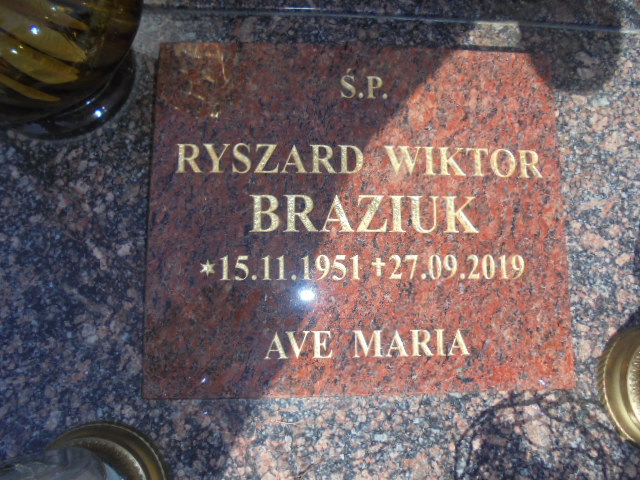 Ś.P.
RYSZARD WIKTOR
BRAZIUK
*15.11.1951 ✝27.09.2019
AVE MARIA